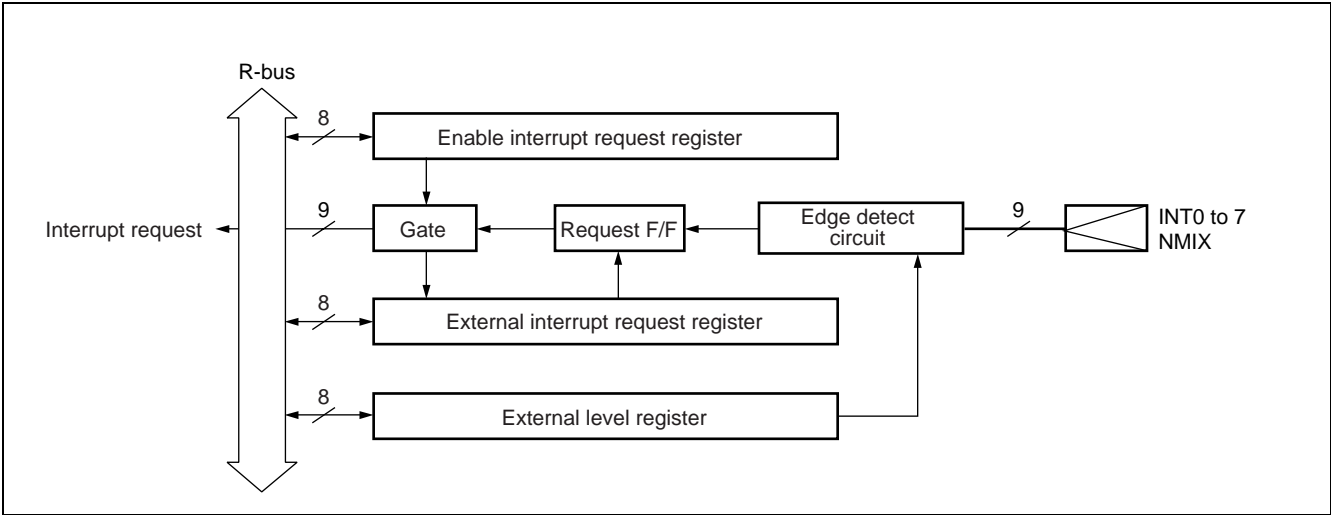 R-bus
8
Enable interrupt request register
Interrupt request
9
Gate
Request F/F
Edge detect
circuit
9
INT0 to 7
NMIX
8
External interrupt request register
8
External level register